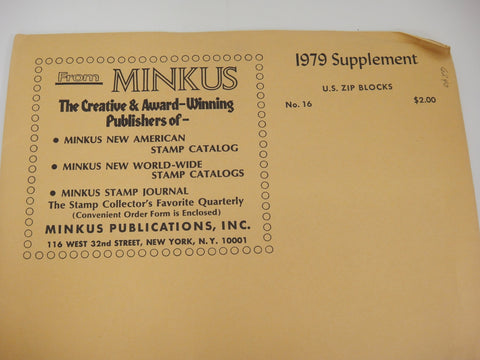 From MINKUS
The Creative & Award-Winning
Publishers of-
• MINKUS NEW AMERICAN
STAMP CATALOG
• MINKUS NEW WORLD-WIDE
STAMP CATALOGS
• MINKUS STAMP JOURNAL
The Stamp Collector's Favorite Quarterly
(Convenient Order Form is Enclosed)
MINKUS PUBLICATIONS, INC.
116 WEST 32nd STREET, NEW YORK, N.Y. 10001
1979 Supplement
U.S. ZIP BLOCKS
No. 16 $2.00